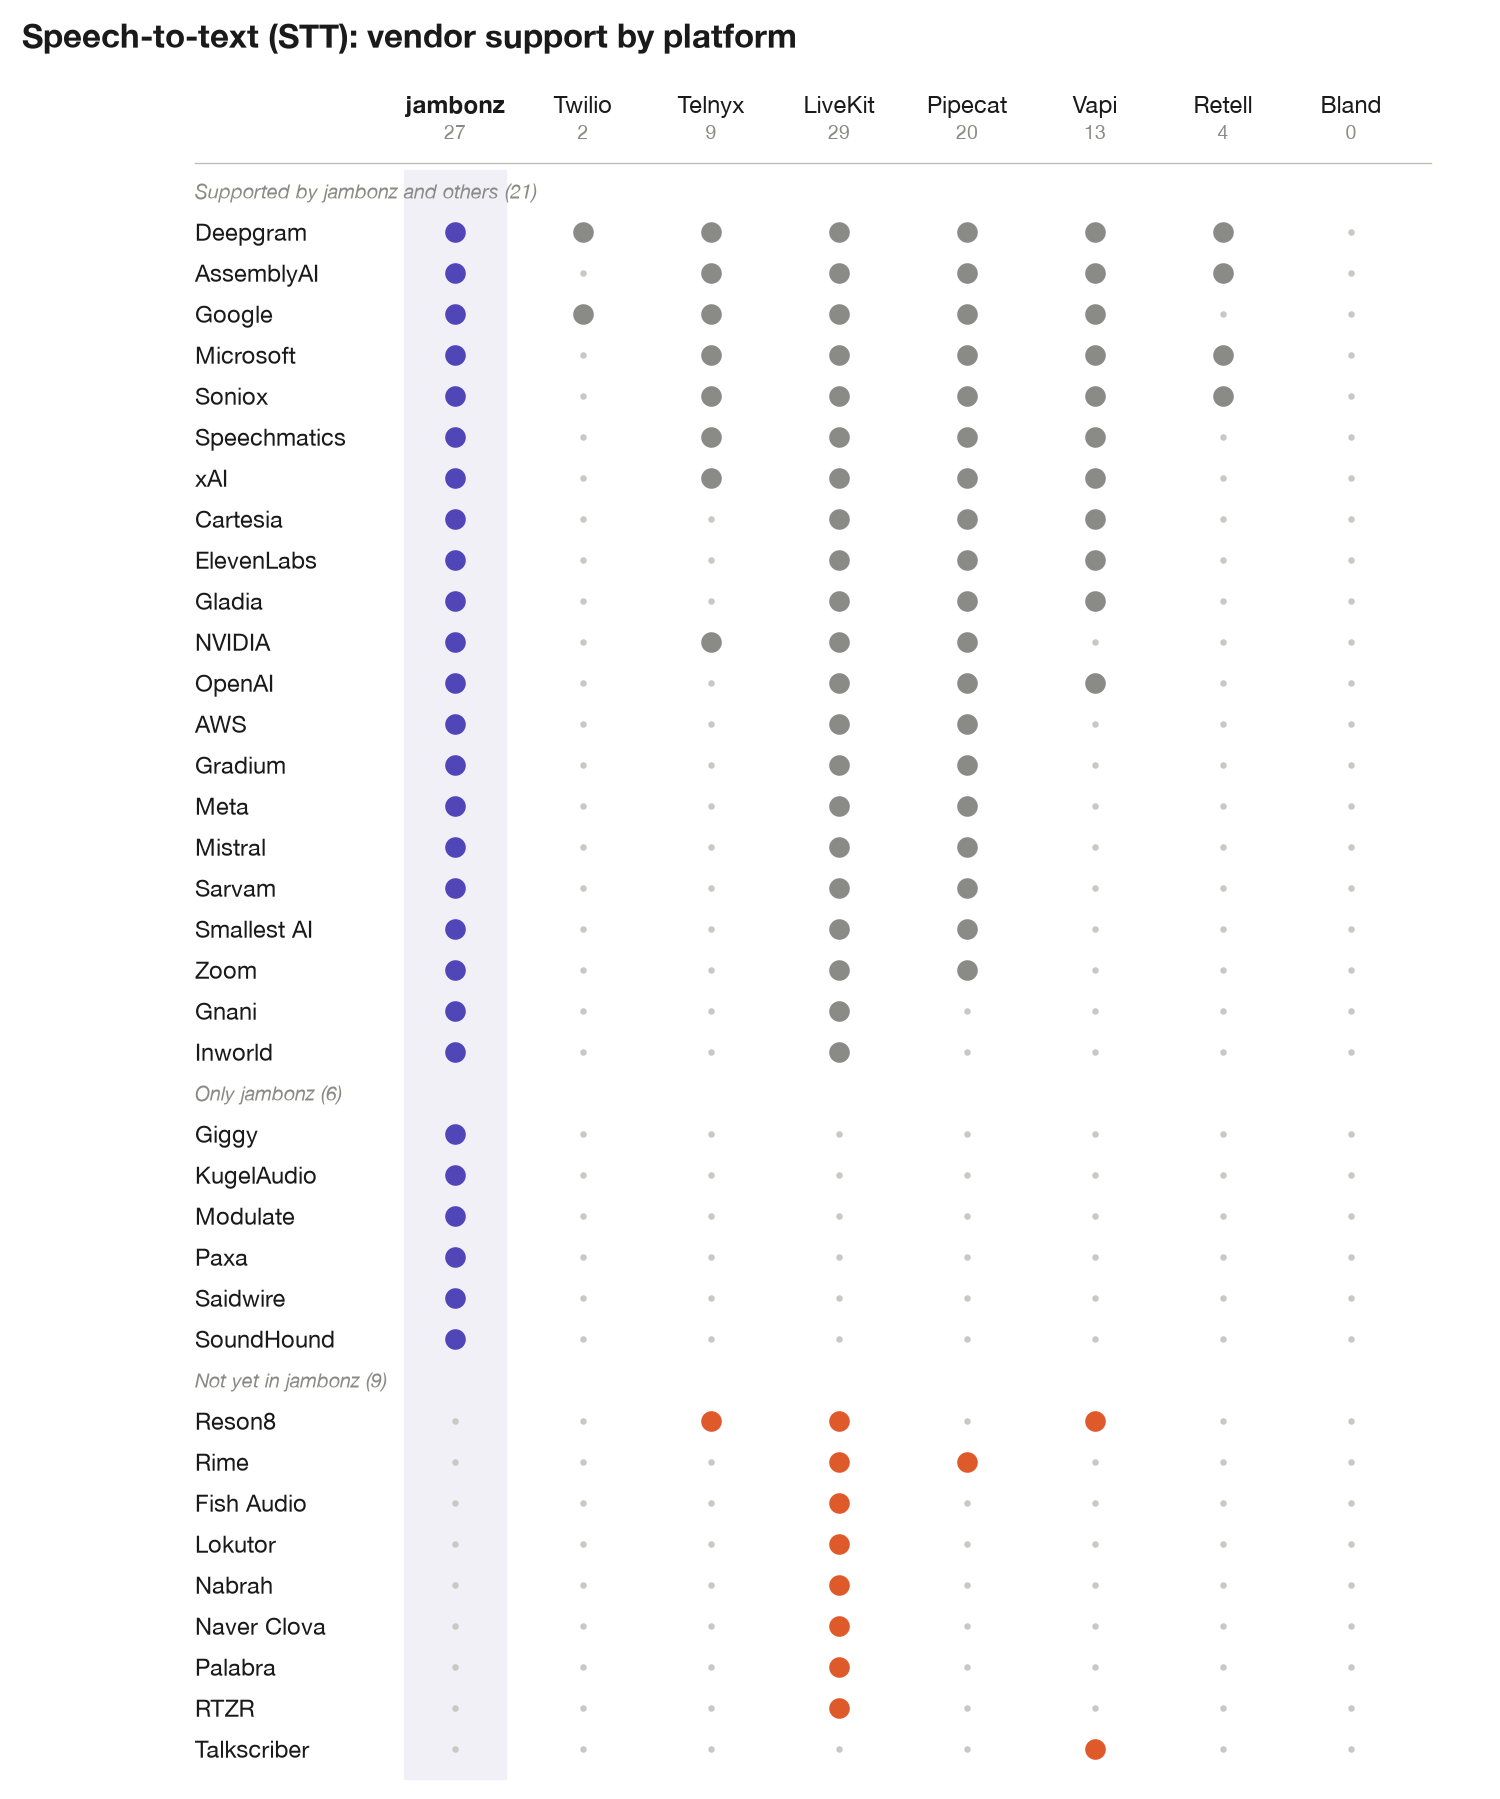 Speech-to-text (STT): vendor support by platform
jambonz Twilio Telnyx LiveKit Pipecat Vapi Retell Bland
27 2 9 29 20 13 4 0
Supported by jambonz and others (21)
Deepgram
AssemblyAI
Google
Microsoft
Soniox
Speechmatics
xAI
Cartesia
ElevenLabs
Gladia
NVIDIA
OpenAI
AWS
Gradium
Meta
Mistral
Sarvam
Smallest AI
Zoom
Gnani
Inworld
Only jambonz (6)
Giggy
KugelAudio
Modulate
Paxa
Saidwire
SoundHound
Not yet in jambonz (9)
Reson8
Rime
Fish Audio
Lokutor
Nabrah
Naver Clova
Palabra
RTZR
Talkscriber